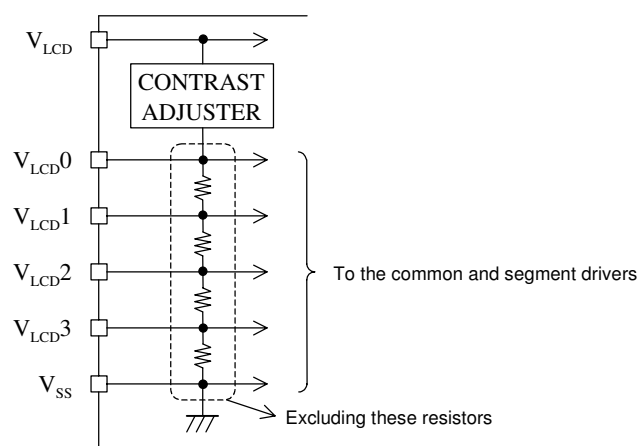 VLCD
CONTRAST
ADJUSTER
VLCD0
VLCD1
VLCD2
To the common and segment drivers
VLCD3
VSS
Excluding these resistors